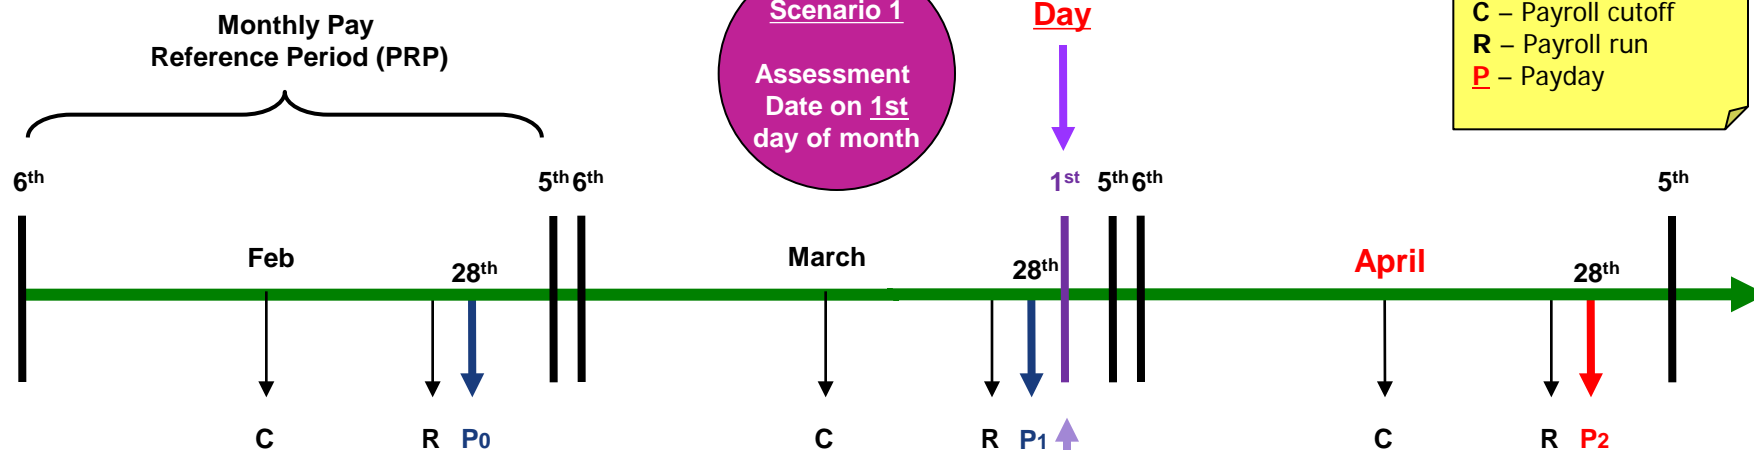 Monthly Pay
Reference Period (PRP)
Scenario 1
Assessment
Date on 1st
day of month
Day
C – Payroll cutoff
R – Payroll run
P – Payday
6th
5th 6th
1st
5th 6th
5th
Feb
28th
March
28th
April
28th
C
R
P0
C
R
P1
C
R
P2